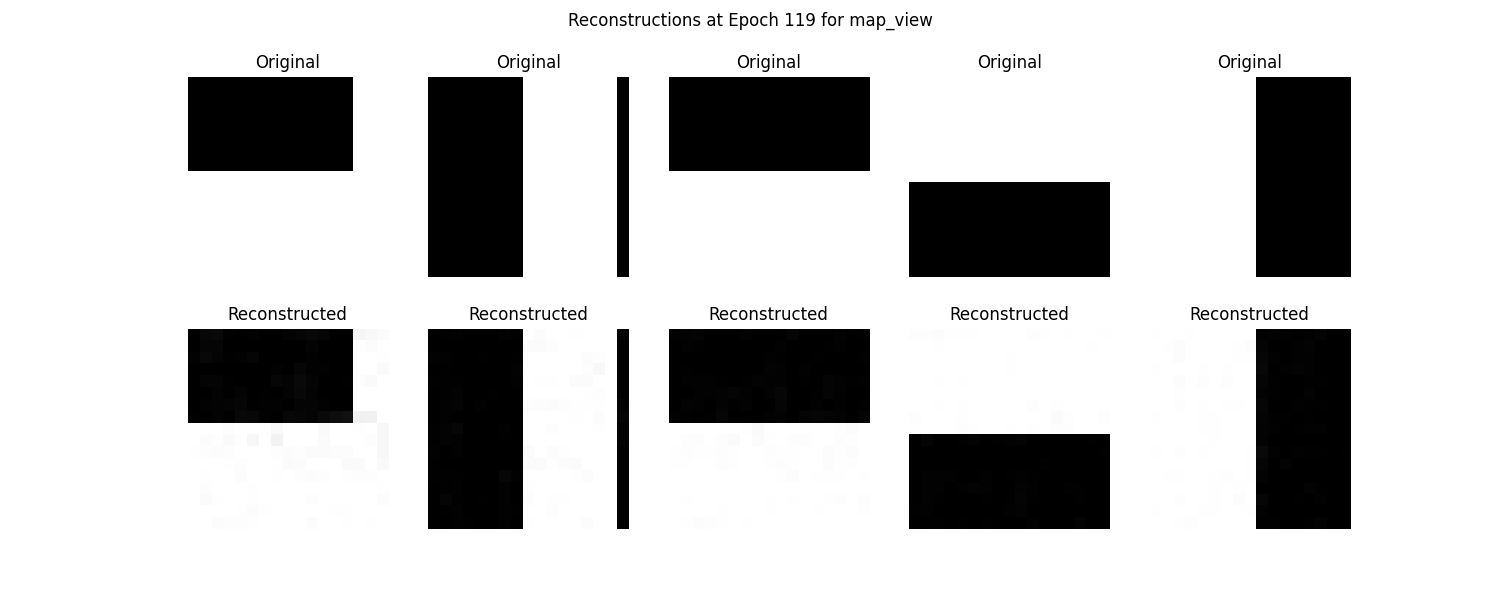 Reconstructions at Epoch 119 for map_view
Original Original Original Original Original
Reconstructed Reconstructed Reconstructed Reconstructed Reconstructed